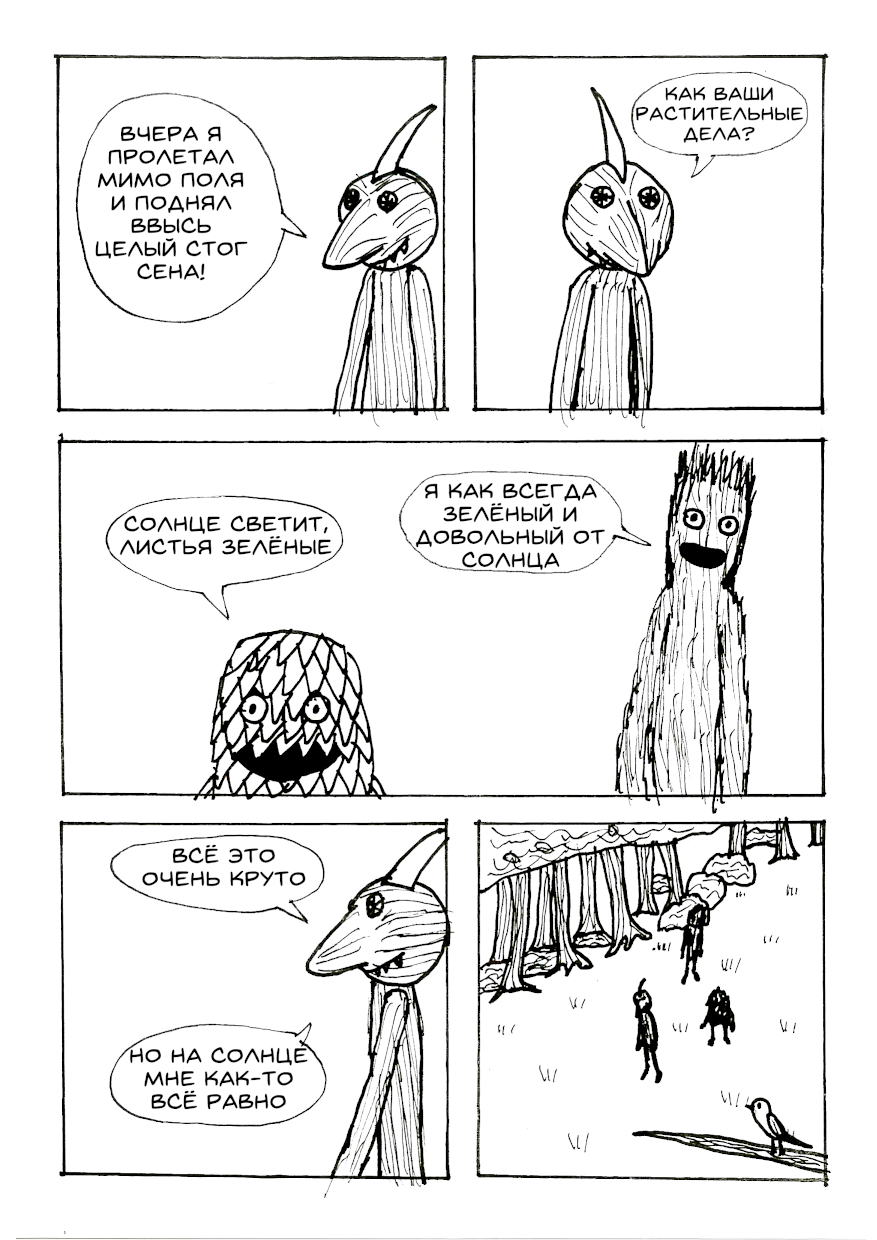 ВЧЕРА Я
ПРОЛЕТАЛ
МИМО ПОЛЯ
И ПОДНЯЛ
ВВЫСЬ
ЦЕЛЫЙ СТОГ
СЕНА!
КАК ВАШИ
РАСТИТЕЛЬНЫЕ
ДЕЛА?
СОЛНЦЕ СВЕТИТ,
ЛИСТЬЯ ЗЕЛЁНЫЕ
Я КАК ВСЕГДА
ЗЕЛЁНЫЙ И
ДОВОЛЬНЫЙ ОТ
СОЛНЦА
ВСЁ ЭТО
ОЧЕНЬ КРУТО
НО НА СОЛНЦЕ
МНЕ КАК-ТО
ВСЁ РАВНО